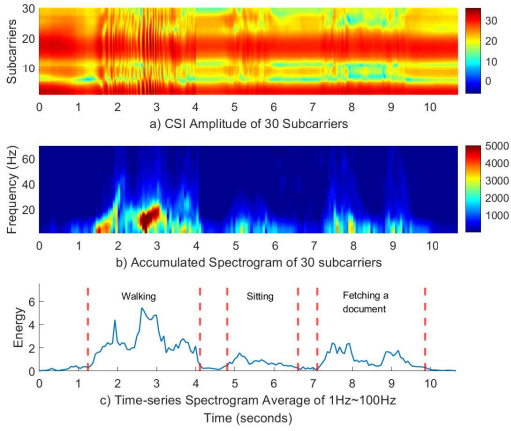 30
20
10
Subcarriers
0 1 2 3 4 5 6 7 8 9 10
30
20
10
0
a) CSI Amplitude of 30 Subcarriers
60
40
20
Frequency (Hz)
0 1 2 3 4 5 6 7 8 9 10
5000
4000
3000
2000
1000
b) Accumulated Spectrogram of 30 subcarriers
6
4
2
0
Energy
Walking
Sitting
Fetching a
document
0 1 2 3 4 5 6 7 8 9 10
c) Time-series Spectrogram Average of 1Hz~100Hz
Time (seconds)